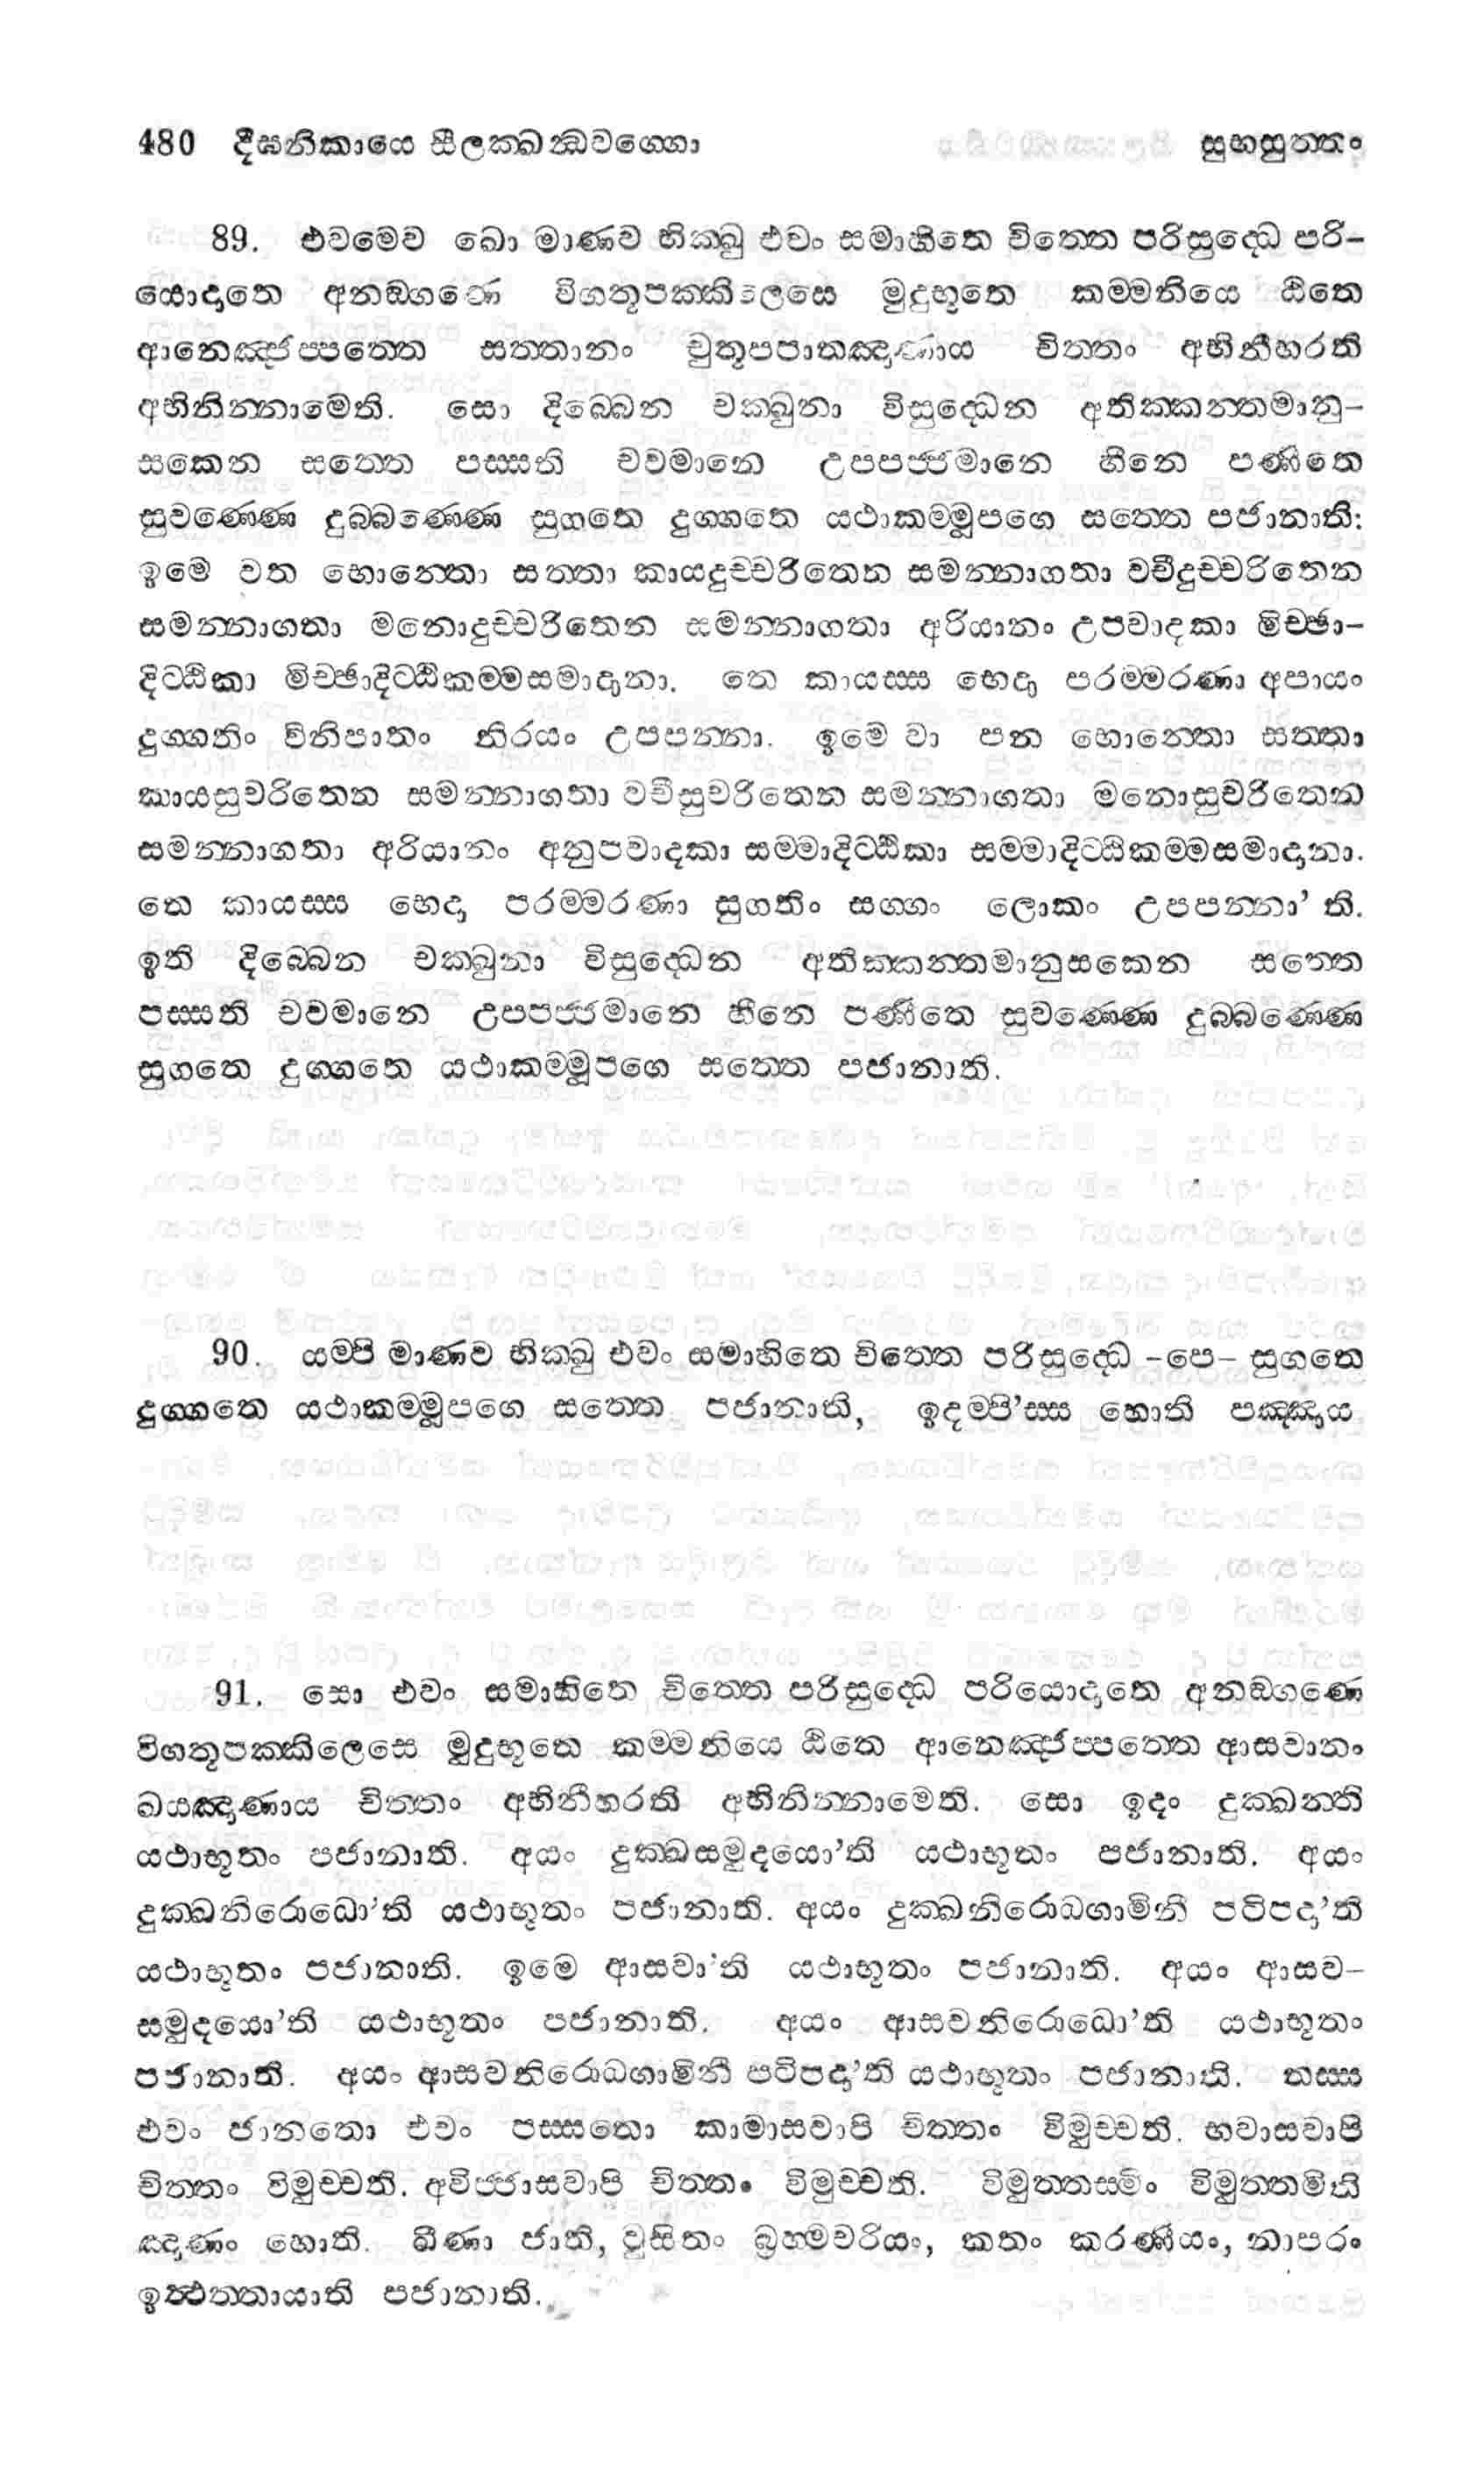 480 දීඝනිකායෙ සීලක්ඛන්ධවග්ගො සුභසුත්තං
89. එවමෙව ඛො මාණව භික්ඛු එවං සමාහිතෙ චිත්තෙ පරිසුද්ධෙ පරි-
යොදාතෙ අනඞ්ගණෙ විගතූපක්කිලෙසෙ මුදුභූතෙ කම්මනියෙ ඨිතෙ
ආනෙඤ්ජප්පත්තෙ සත්තානං චුතූපපාතඤාණාය චිත්තං අභිනීහරති
අභිනින්නාමෙති. සො දිබ්බෙන චක්ඛුනා විසුද්ධෙන අතික්කන්තමානු-
සකෙන සත්තෙ පස්සති චවමානෙ උපපජ්ජමානෙ හීනෙ පණීතෙ
සුවණ්ණෙ දුබ්බණ්ණෙ සුගතෙ දුග්ගතෙ යථාකම්මූපගෙ සත්තෙ පජානාති:
ඉමෙ වත භොන්තො සත්තා කායදුච්චරිතෙන සමන්නාගතා වචීදුච්චරිතෙන
සමන්නාගතා මනොදුච්චරිතෙන සමන්නාගතා අරියානං උපවාදකා මිච්ඡා-
දිට්ඨිකා මිච්ඡාදිට්ඨිකම්මසමාදානා. තෙ කායස්ස භෙදා පරම්මරණා අපායං
දුග්ගතිං විනිපාතං නිරයං උපපන්නා. ඉමෙ වා පන භොන්තො සත්තා
කායසුචරිතෙන සමන්නාගතා වචීසුචරිතෙන සමන්නාගතා මනොසුචරිතෙන
සමන්නාගතා අරියානං අනුපවාදකා සම්මාදිට්ඨිකා සම්මාදිට්ඨිකම්මසමාදානා.
තෙ කායස්ස භෙදා පරම්මරණා සුගතිං සග්ගං ලොකං උපපන්නා’ ති.
ඉති දිබ්බෙන චක්ඛුනා විසුද්ධෙන අතික්කන්තමානුසකෙන සත්තෙ
පස්සති චවමානෙ උපපජ්ජමානෙ හීනෙ පණීතෙ සුවණ්ණෙ දුබ්බණ්ණෙ
සුගතෙ දුග්ගතෙ යථාකම්මූපගෙ සත්තෙ පජානාති.
90. යම්පි මාණව භික්ඛු එවං සමාහිතෙ චිත්තෙ පරිසුද්ධෙ -පෙ- සුගතෙ
දුග්ගතෙ යථාකම්මූපගෙ සත්තෙ පජානාති, ඉදම්පි’ස්ස හොති පඤ්ඤාය
91. සො එවං සමාහිතෙ චිත්තෙ පරිසුද්ධෙ පරියොදාතෙ අනඞ්ගණෙ
විගතූපක්කිලෙසෙ මුදුභූතෙ කම්මනියෙ ඨිතෙ ආනෙඤ්ජප්පත්තෙ ආසවානං
ඛයඤාණාය චිත්තං අභිනීහරති අභිනින්නාමෙති. සො ඉදං දුක්ඛන්ති
යථාභූතං පජානාති. අයං දුක්ඛසමුදයො’ති යථාභූතං පජානාති. අයං
දුක්ඛනිරොධො’ති යථාභූතං පජානාති. අයං දුක්ඛනිරොධගාමිනී පටිපදා’ති
යථාභූතං පජානාති. ඉමෙ ආසවා’ති යථාභූතං පජානාති. අයං ආසව-
සමුදයො’ති යථාභූතං පජානාති. අයං ආසවනිරොධො’ති යථාභූතං
පජානාති. අයං ආසවනිරොධගාමිනී පටිපදා’ති යථාභූතං පජානාති. තස්ස
එවං ජානතො එවං පස්සතො කාමාසවාපි චිත්තං විමුච්චති. භවාසවාපි
චිත්තං විමුච්චති. අවිජ්ජාසවාපි චිත්තං විමුච්චති. විමුත්තස්මිං විමුත්තමිති
ඤාණං හොති. ඛීණා ජාති, වුසිතං බ්‍රහ්මචරියං, කතං කරණීයං, නාපරං
ඉත්ථත්තායාති පජානාති.